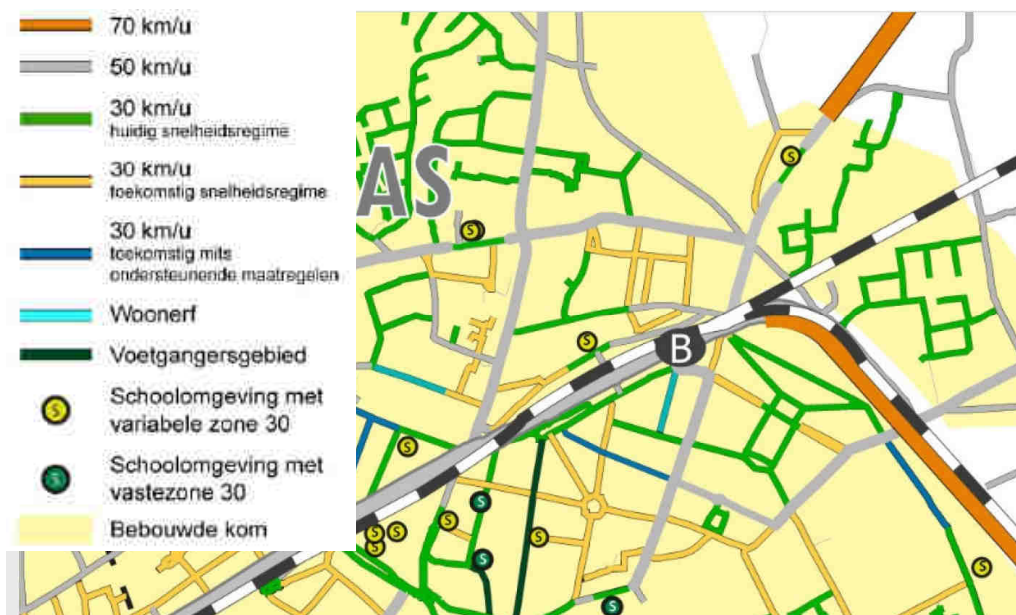 70 km/u
50 km/u
30 km/u
huidig snelheidsregime
30 km/u
toekomstig snelheidsregime
30 km/u
toekomstig mits
ondersteunende maatregelen
Woonerf
Voetgangersgebied
S Schoolomgeving met
variabele zone 30
S Schoolomgeving met
vastezone 30
Bebouwde kom
AS
S
S
S
B
S
S
S
S
S
S
S
S
S
S